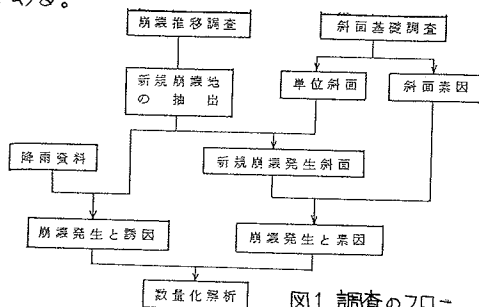 崩壊推移調査
斜面基礎調査
新規崩壊地
の抽出
単位斜面
斜面素因
降雨資料
新規崩壊発生斜面
崩壊発生と誘因
崩壊発生と素因
数量化解析
図1 調査のフロー